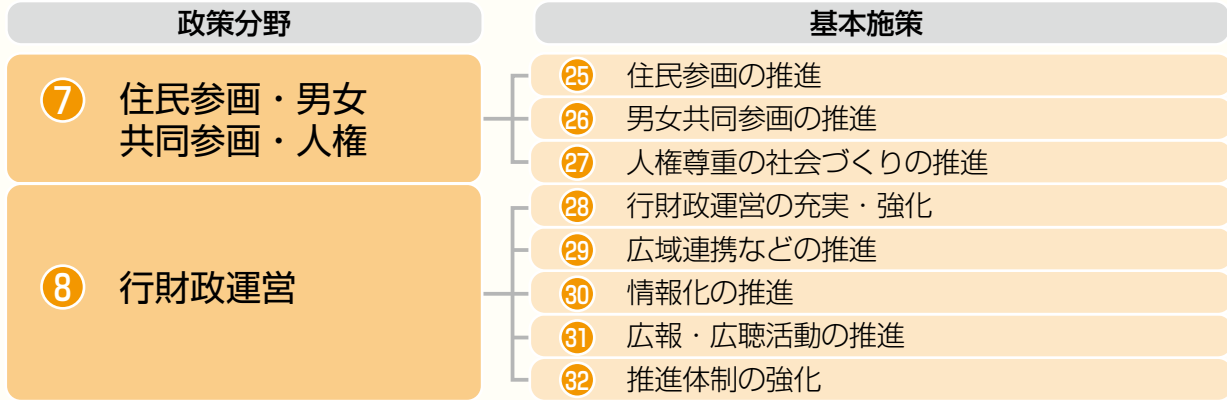 政策分野
基本施策
7 住民参画・男女
共同参画・人権
25 住民参画の推進
26 男女共同参画の推進
27 人権尊重の社会づくりの推進
8 行財政運営
28 行財政運営の充実・強化
29 広域連携などの推進
30 情報化の推進
31 広報・広聴活動の推進
32 推進体制の強化